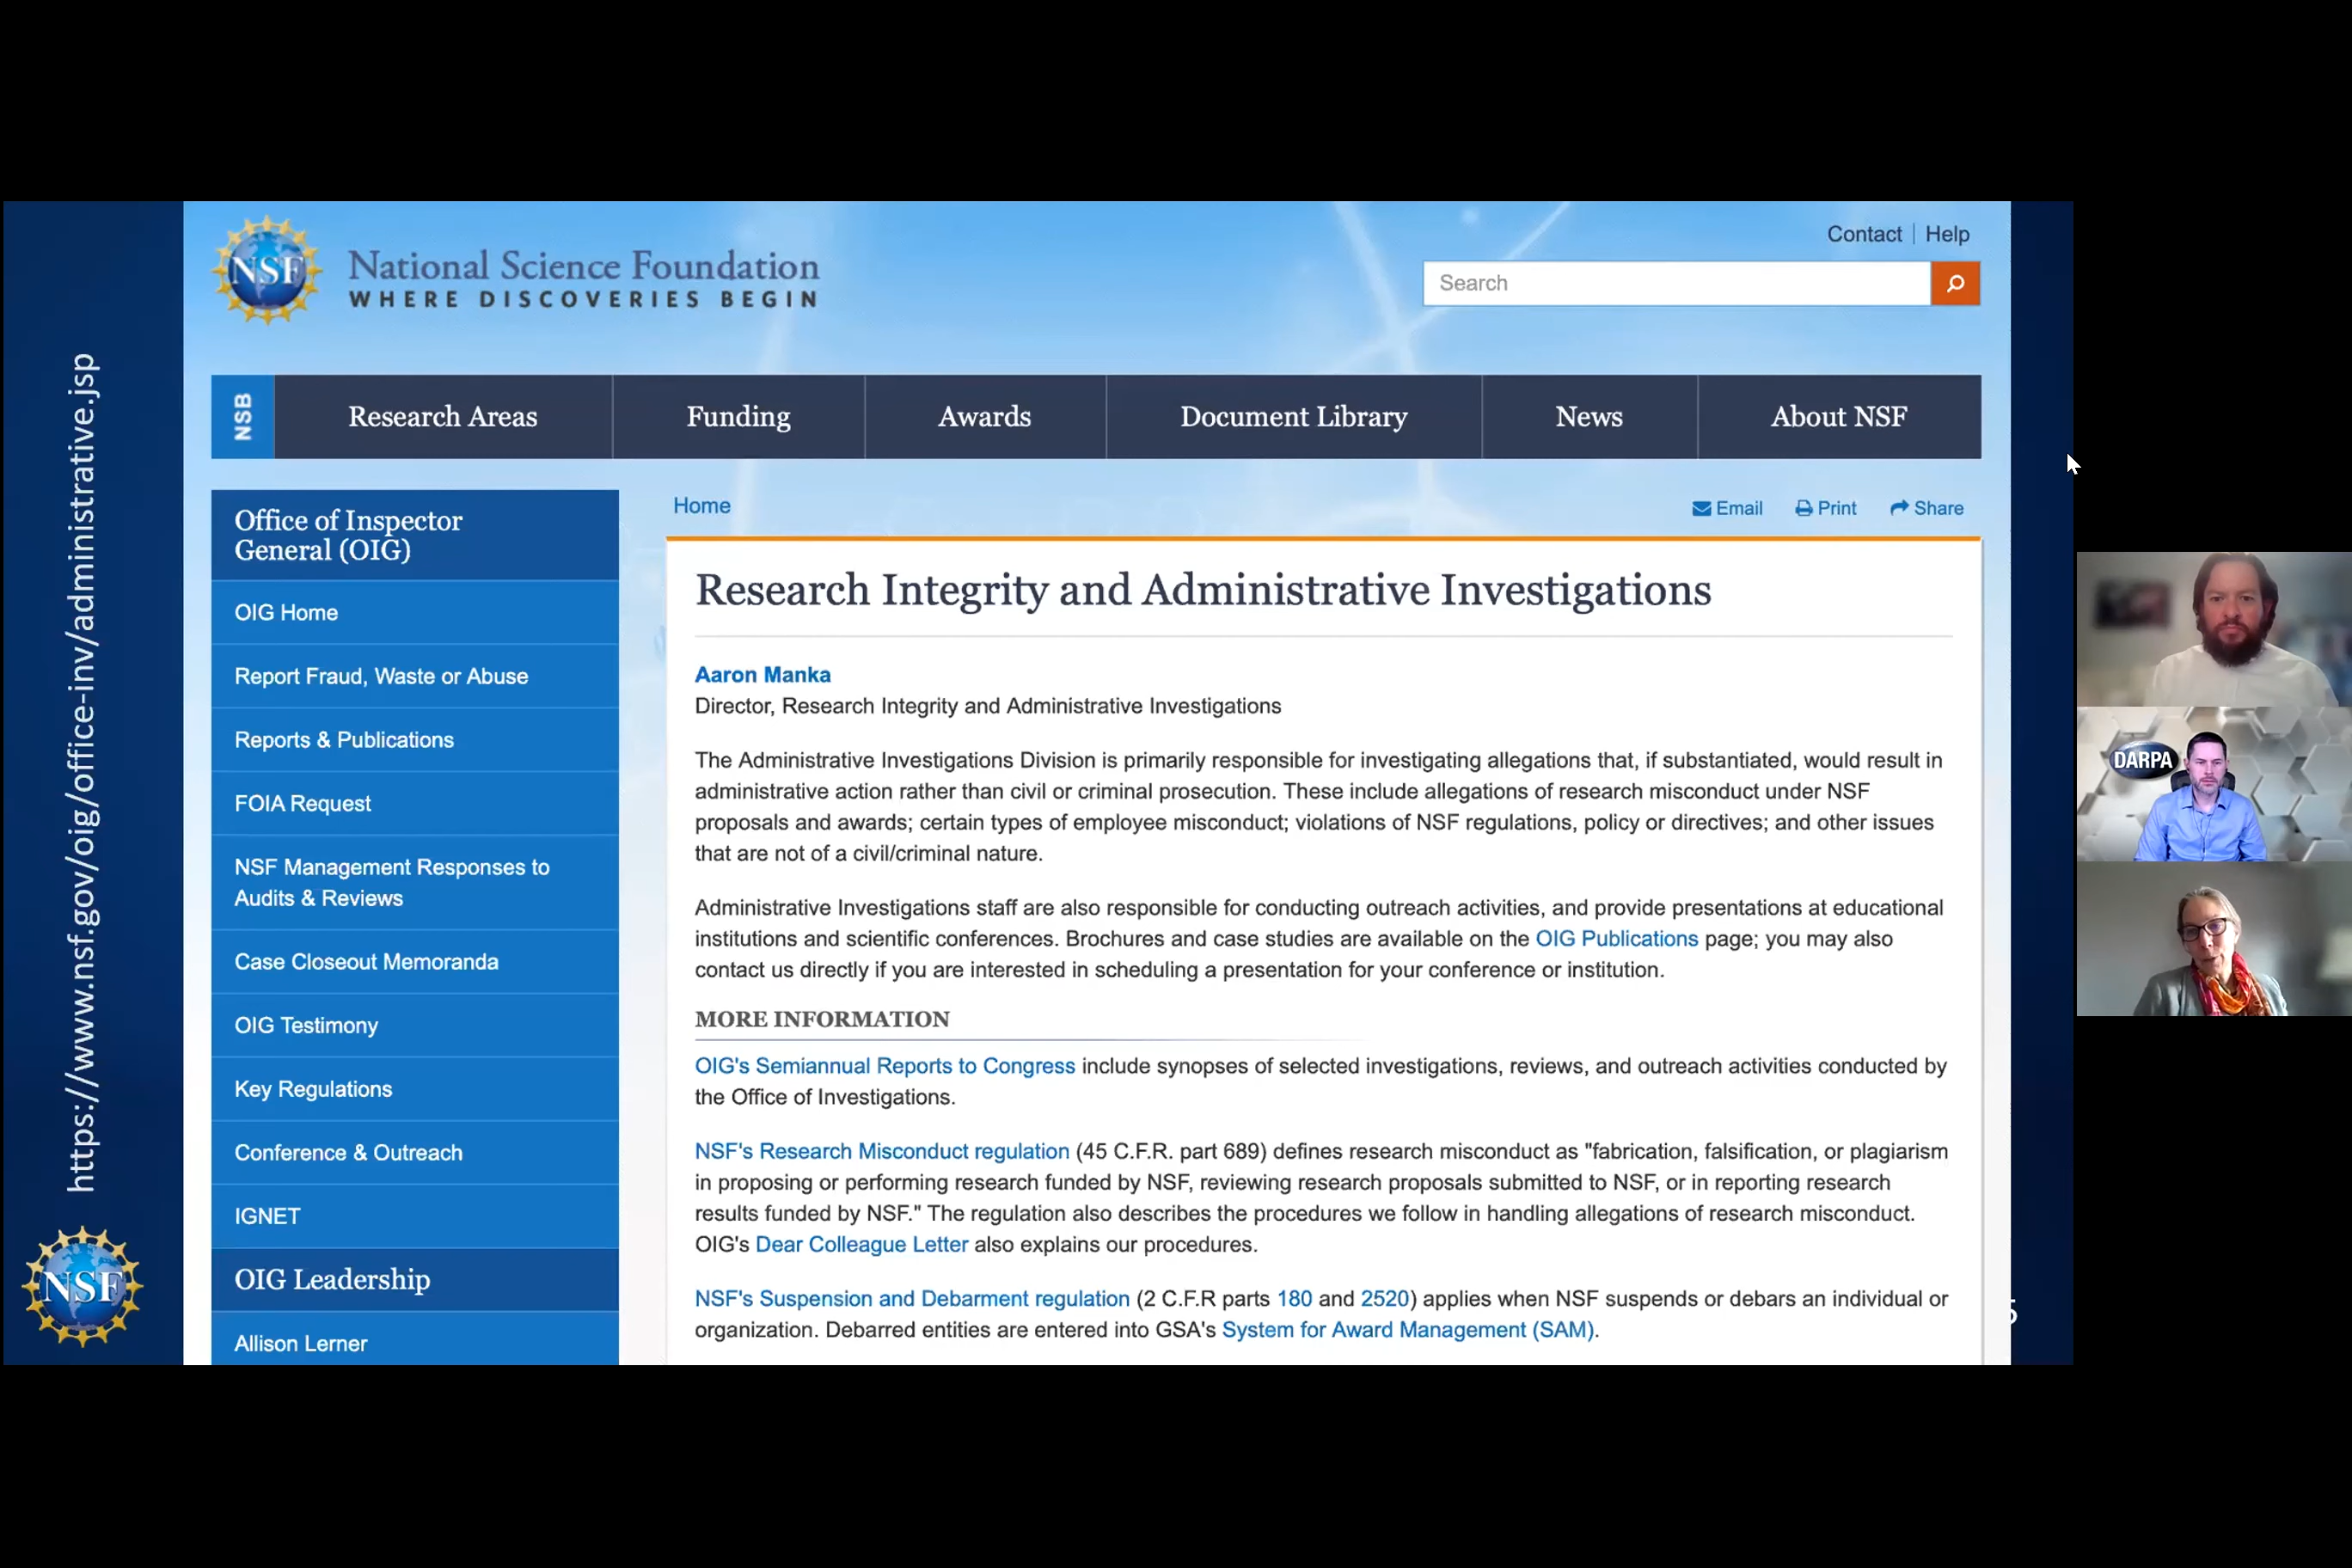 https://www.nsf.gov/oig/office-inv/administrative.jsp
NSF
NSF
National Science Foundation
WHERE DISCOVERIES BEGIN
Contact | Help
Search
NSB
Research Areas
Funding
Awards
Document Library
News
About NSF
Office of Inspector
General (OIG)
OIG Home
Report Fraud, Waste or Abuse
Reports & Publications
FOIA Request
NSF Management Responses to
Audits & Reviews
Case Closeout Memoranda
OIG Testimony
Key Regulations
Conference & Outreach
IGNET
OIG Leadership
Allison Lerner
Home
Email
Print
Share
Research Integrity and Administrative Investigations
Aaron Manka
Director, Research Integrity and Administrative Investigations
The Administrative Investigations Division is primarily responsible for investigating allegations that, if substantiated, would result in
administrative action rather than civil or criminal prosecution. These include allegations of research misconduct under NSF
proposals and awards; certain types of employee misconduct; violations of NSF regulations, policy or directives; and other issues
that are not of a civil/criminal nature.
Administrative Investigations staff are also responsible for conducting outreach activities, and provide presentations at educational
institutions and scientific conferences. Brochures and case studies are available on the OIG Publications page; you may also
contact us directly if you are interested in scheduling a presentation for your conference or institution.
MORE INFORMATION
OIG's Semiannual Reports to Congress include synopses of selected investigations, reviews, and outreach activities conducted by
the Office of Investigations.
NSF's Research Misconduct regulation (45 C.F.R. part 689) defines research misconduct as "fabrication, falsification, or plagiarism
in proposing or performing research funded by NSF, reviewing research proposals submitted to NSF, or in reporting research
results funded by NSF." The regulation also describes the procedures we follow in handling allegations of research misconduct.
OIG's Dear Colleague Letter also explains our procedures.
NSF's Suspension and Debarment regulation (2 C.F.R parts 180 and 2520) applies when NSF suspends or debars an individual or
organization. Debarred entities are entered into GSA's System for Award Management (SAM).
DARPA